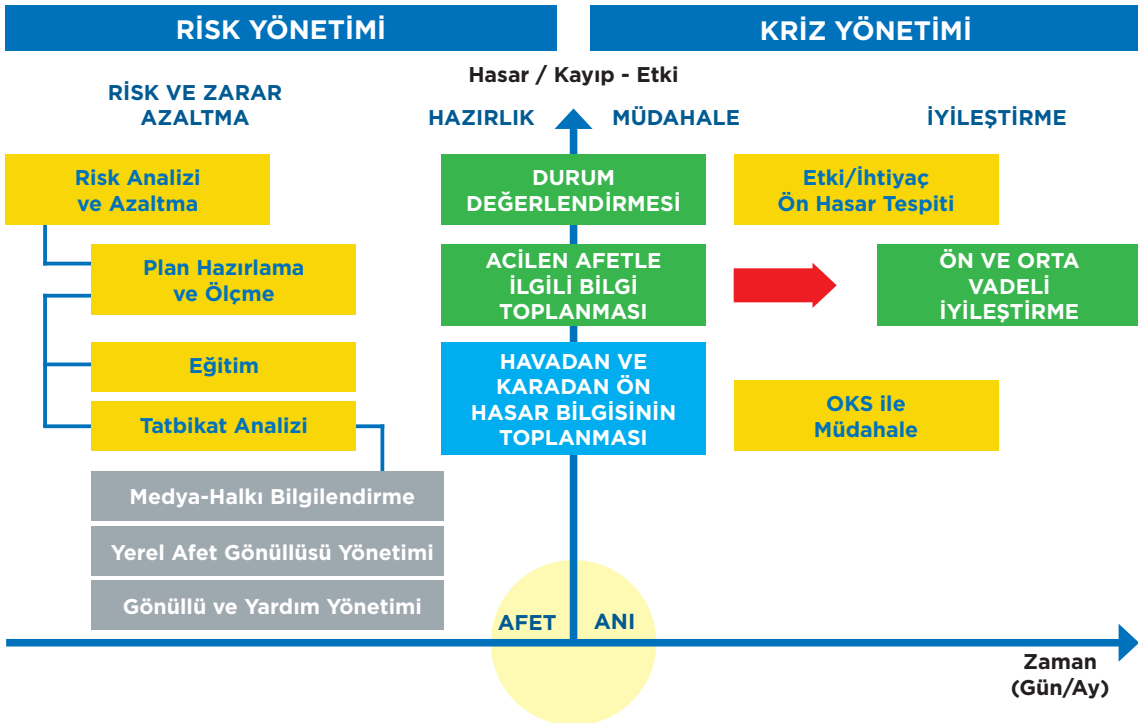 RİSK YÖNETİMİ
KRİZ YÖNETİMİ
Hasar / Kayıp - Etki
RİSK VE ZARAR
AZALTMA
HAZIRLIK
MÜDAHALE
İYİLEŞTİRME
Risk Analizi
ve Azaltma
Plan Hazırlama
ve Ölçme
Eğitim
Tatbikat Analizi
Medya-Halkı Bilgilendirme
Yerel Afet Gönüllüsü Yönetimi
Gönüllü ve Yardım Yönetimi
DURUM
DEĞERLENDİRMESİ
ACİLEN AFETLE
İLGİLİ BİLGİ
TOPLANMASI
HAVADAN VE
KARADAN ÖN
HASAR BİLGİSİNİN
TOPLANMASI
Etki/İhtiyaç
Ön Hasar Tespiti
OKS ile
Müdahale
ÖN VE ORTA
VADELİ
İYİLEŞTİRME
AFET
ANI
Zaman
(Gün/Ay)